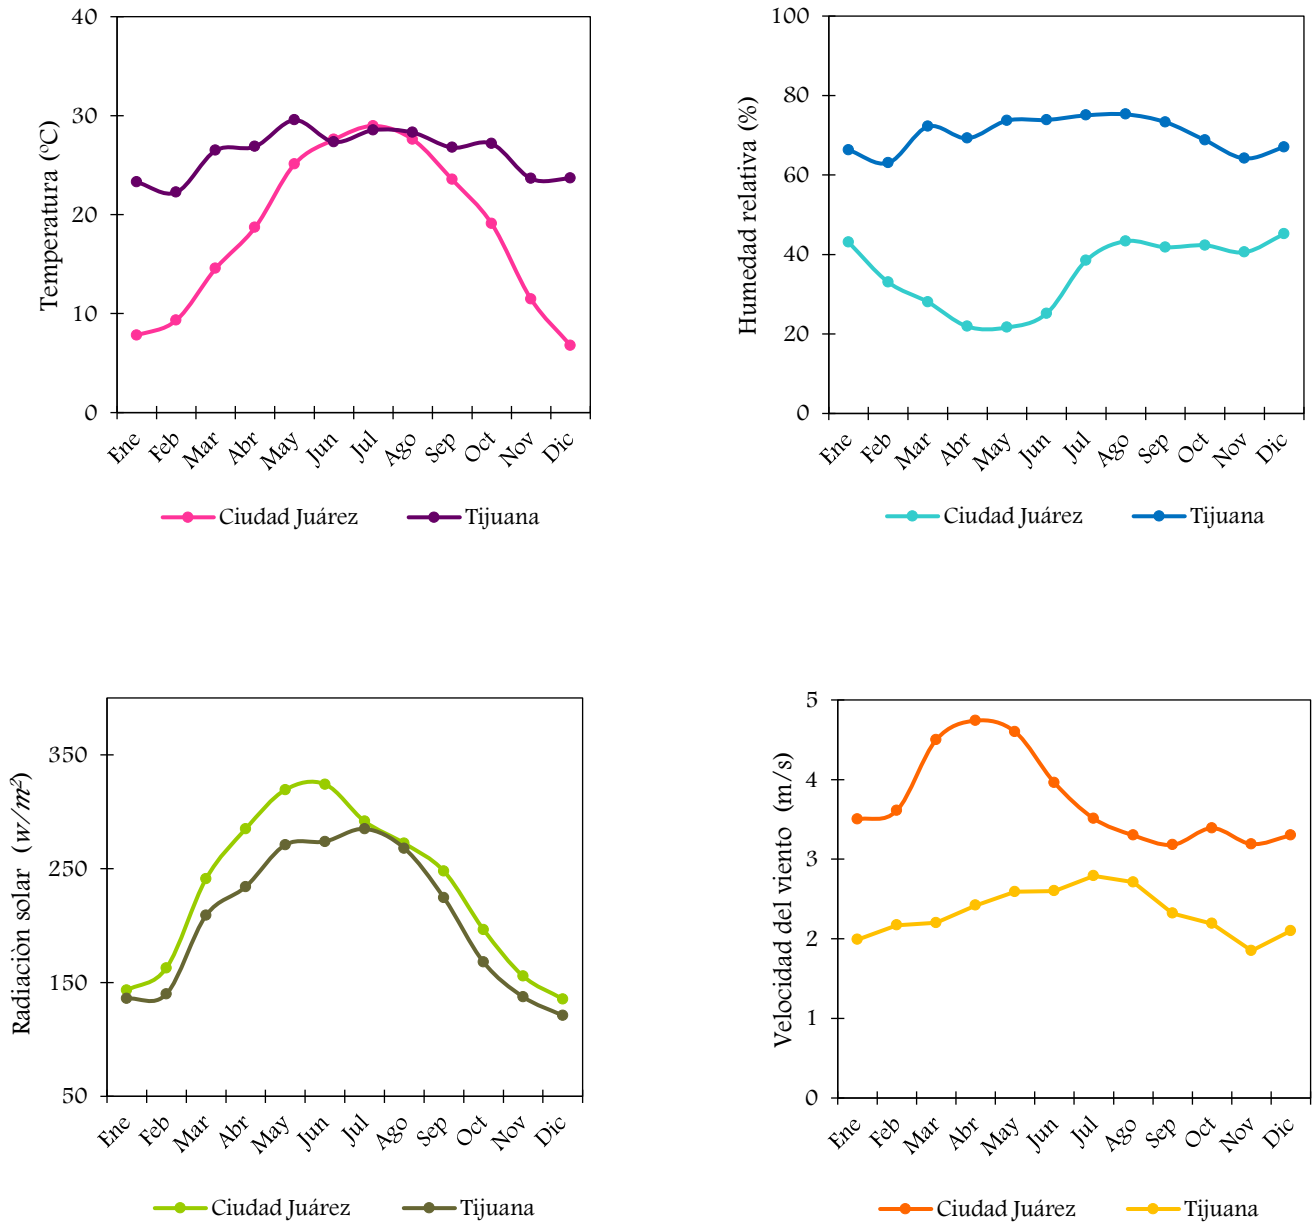 Temperatura (ºC)
40
30
20
10
0
Ene Feb Mar Abr May Jun Jul Ago Sep Oct Nov Dic
Ciudad Juárez Tijuana
Humedad relativa (%)
100
80
60
40
20
0
Ene Feb Mar Abr May Jun Jul Ago Sep Oct Nov Dic
Ciudad Juárez Tijuana
Radiaciòn solar (w/m²)
350
250
150
50
Ene Feb Mar Abr May Jun Jul Ago Sep Oct Nov Dic
Ciudad Juárez Tijuana
Velocidad del viento (m/s)
5
4
3
2
1
0
Ene Feb Mar Abr May Jun Jul Ago Sep Oct Nov Dic
Ciudad Juárez Tijuana